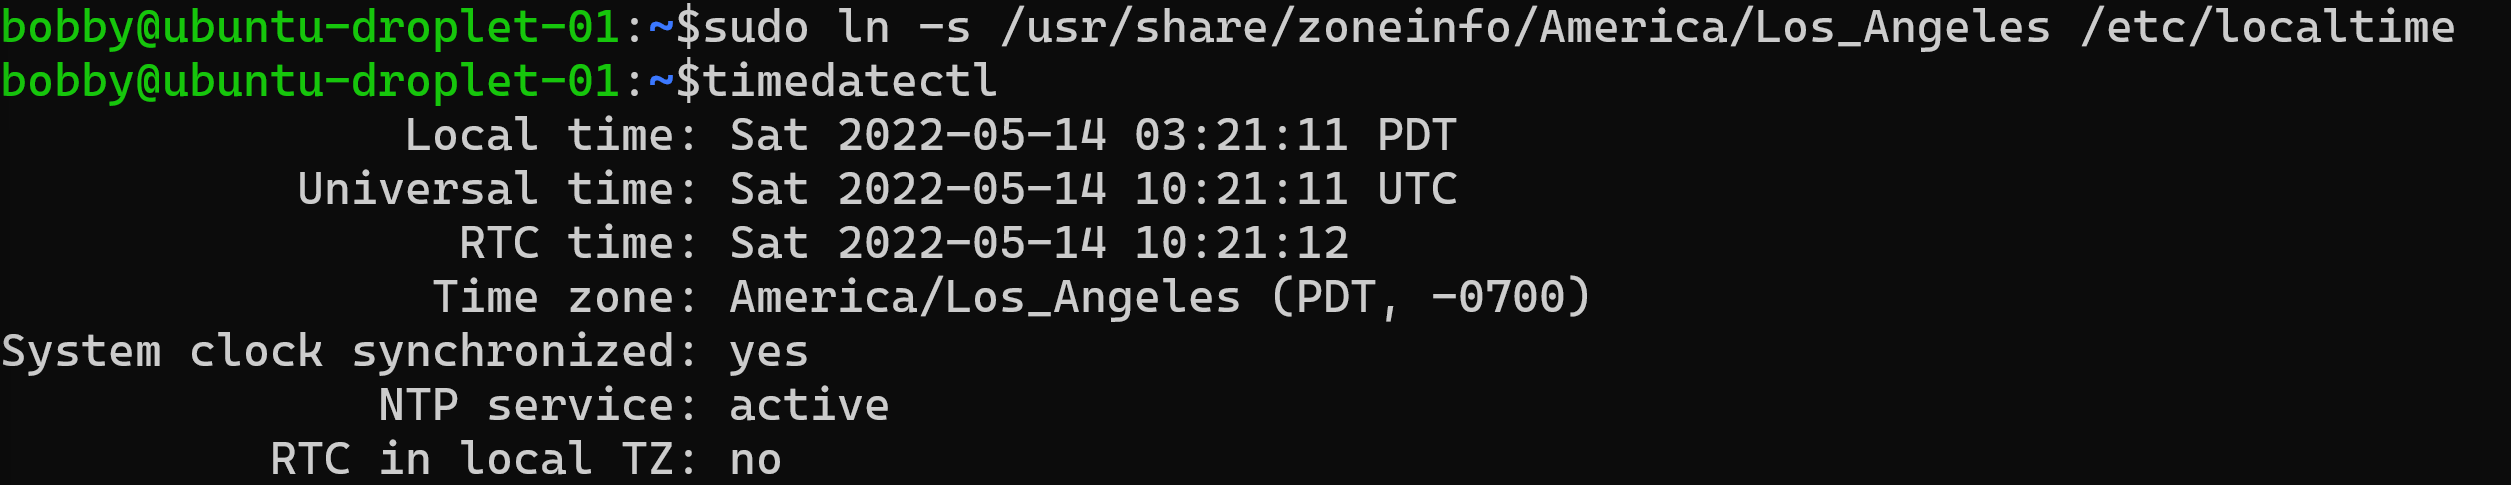 bobby@ubuntu-droplet-01:~$sudo ln -s /usr/share/zoneinfo/America/Los_Angeles /etc/localtime
bobby@ubuntu-droplet-01:~$timedatectl
Local time: Sat 2022-05-14 03:21:11 PDT
Universal time: Sat 2022-05-14 10:21:11 UTC
RTC time: Sat 2022-05-14 10:21:12
Time zone: America/Los_Angeles (PDT, -0700)
System clock synchronized: yes
NTP service: active
RTC in local TZ: no